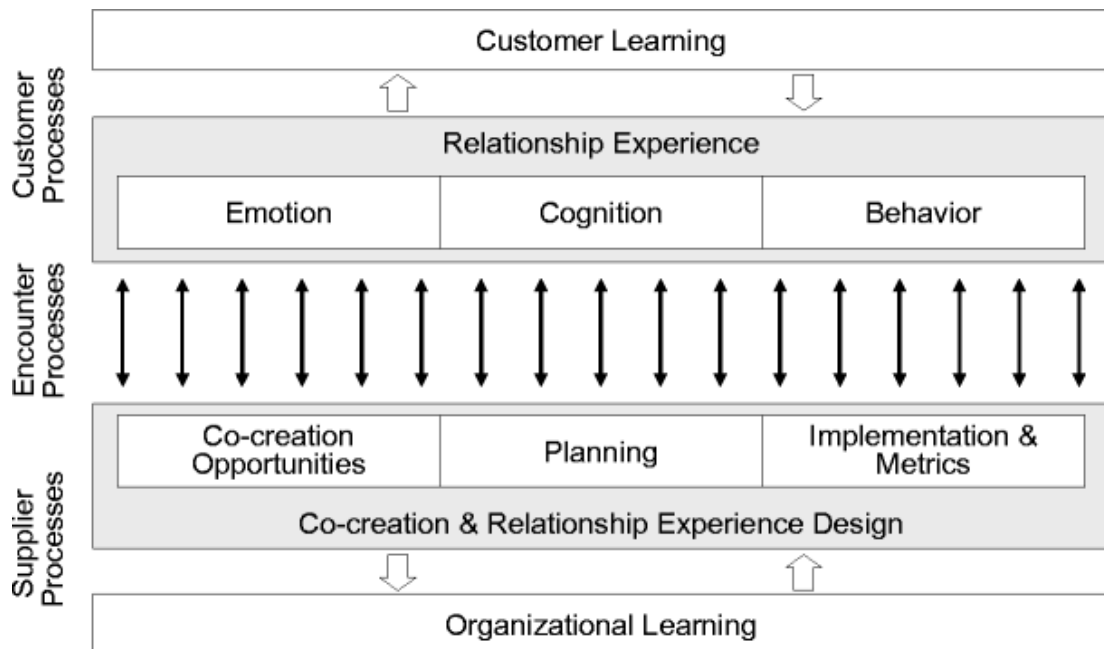 Customer Learning
Customer
Processes
Relationship Experience
Emotion
Cognition
Behavior
Encounter
Processes
Co-creation
Opportunities
Planning
Implementation &
Metrics
Supplier
Processes
Co-creation & Relationship Experience Design
Organizational Learning